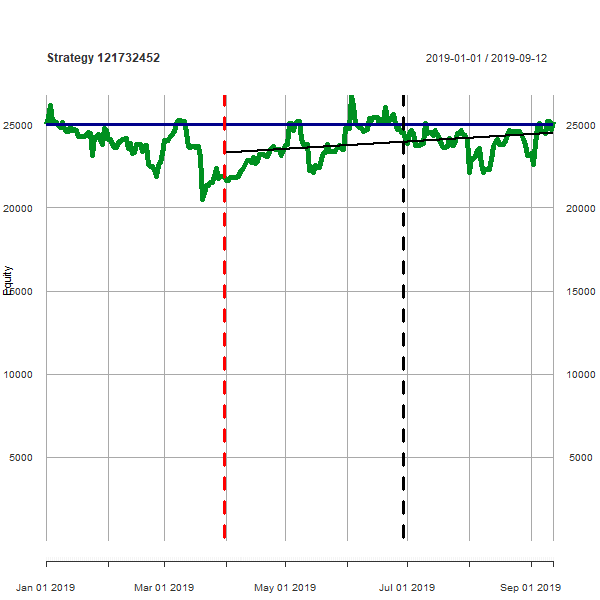 Strategy 121732452
2019-01-01 / 2019-09-12
25000 25000
20000 20000
Equity
15000 15000
10000 10000
5000 5000
Jan 01 2019 Mar 01 2019 May 01 2019 Jul 01 2019 Sep 01 2019